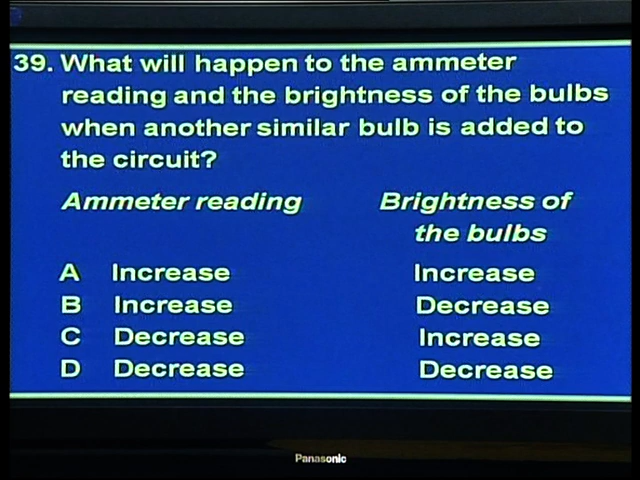 39. What will happen to the ammeter
reading and the brightness of the bulbs
when another similar bulb is added to
the circuit?
Ammeter reading Brightness of
the bulbs
A Increase Increase
B Increase Decrease
C Decrease Increase
D Decrease Decrease
Panasonic